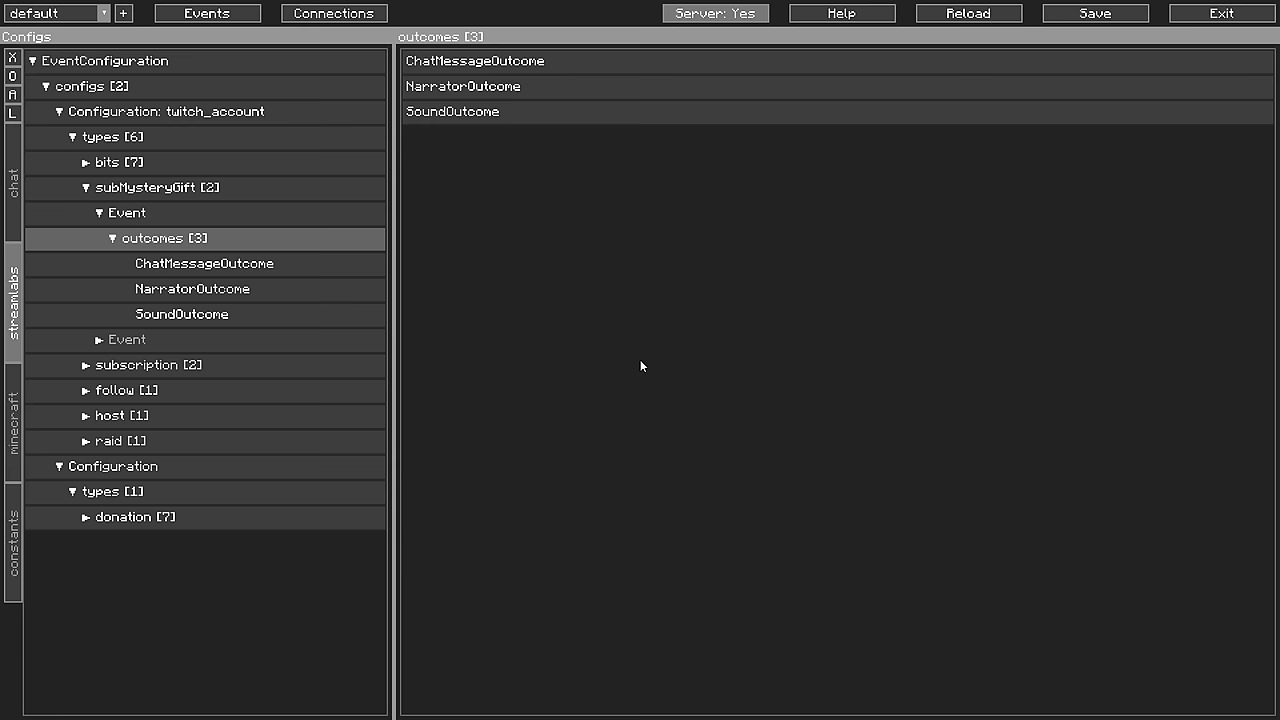 default + Events Connections Server: Yes Help Reload Save Exit
Configs
outcomes [3]
X
O
A
L
chat
streamlabs
minecraft
constants
EventConfiguration
configs [2]
Configuration: twitch_account
types [6]
bits [7]
subMysteryGift [2]
Event
outcomes [3]
ChatMessageOutcome
NarratorOutcome
SoundOutcome
Event
subscription [2]
follow [1]
host [1]
raid [1]
Configuration
types [1]
donation [7]
ChatMessageOutcome
NarratorOutcome
SoundOutcome